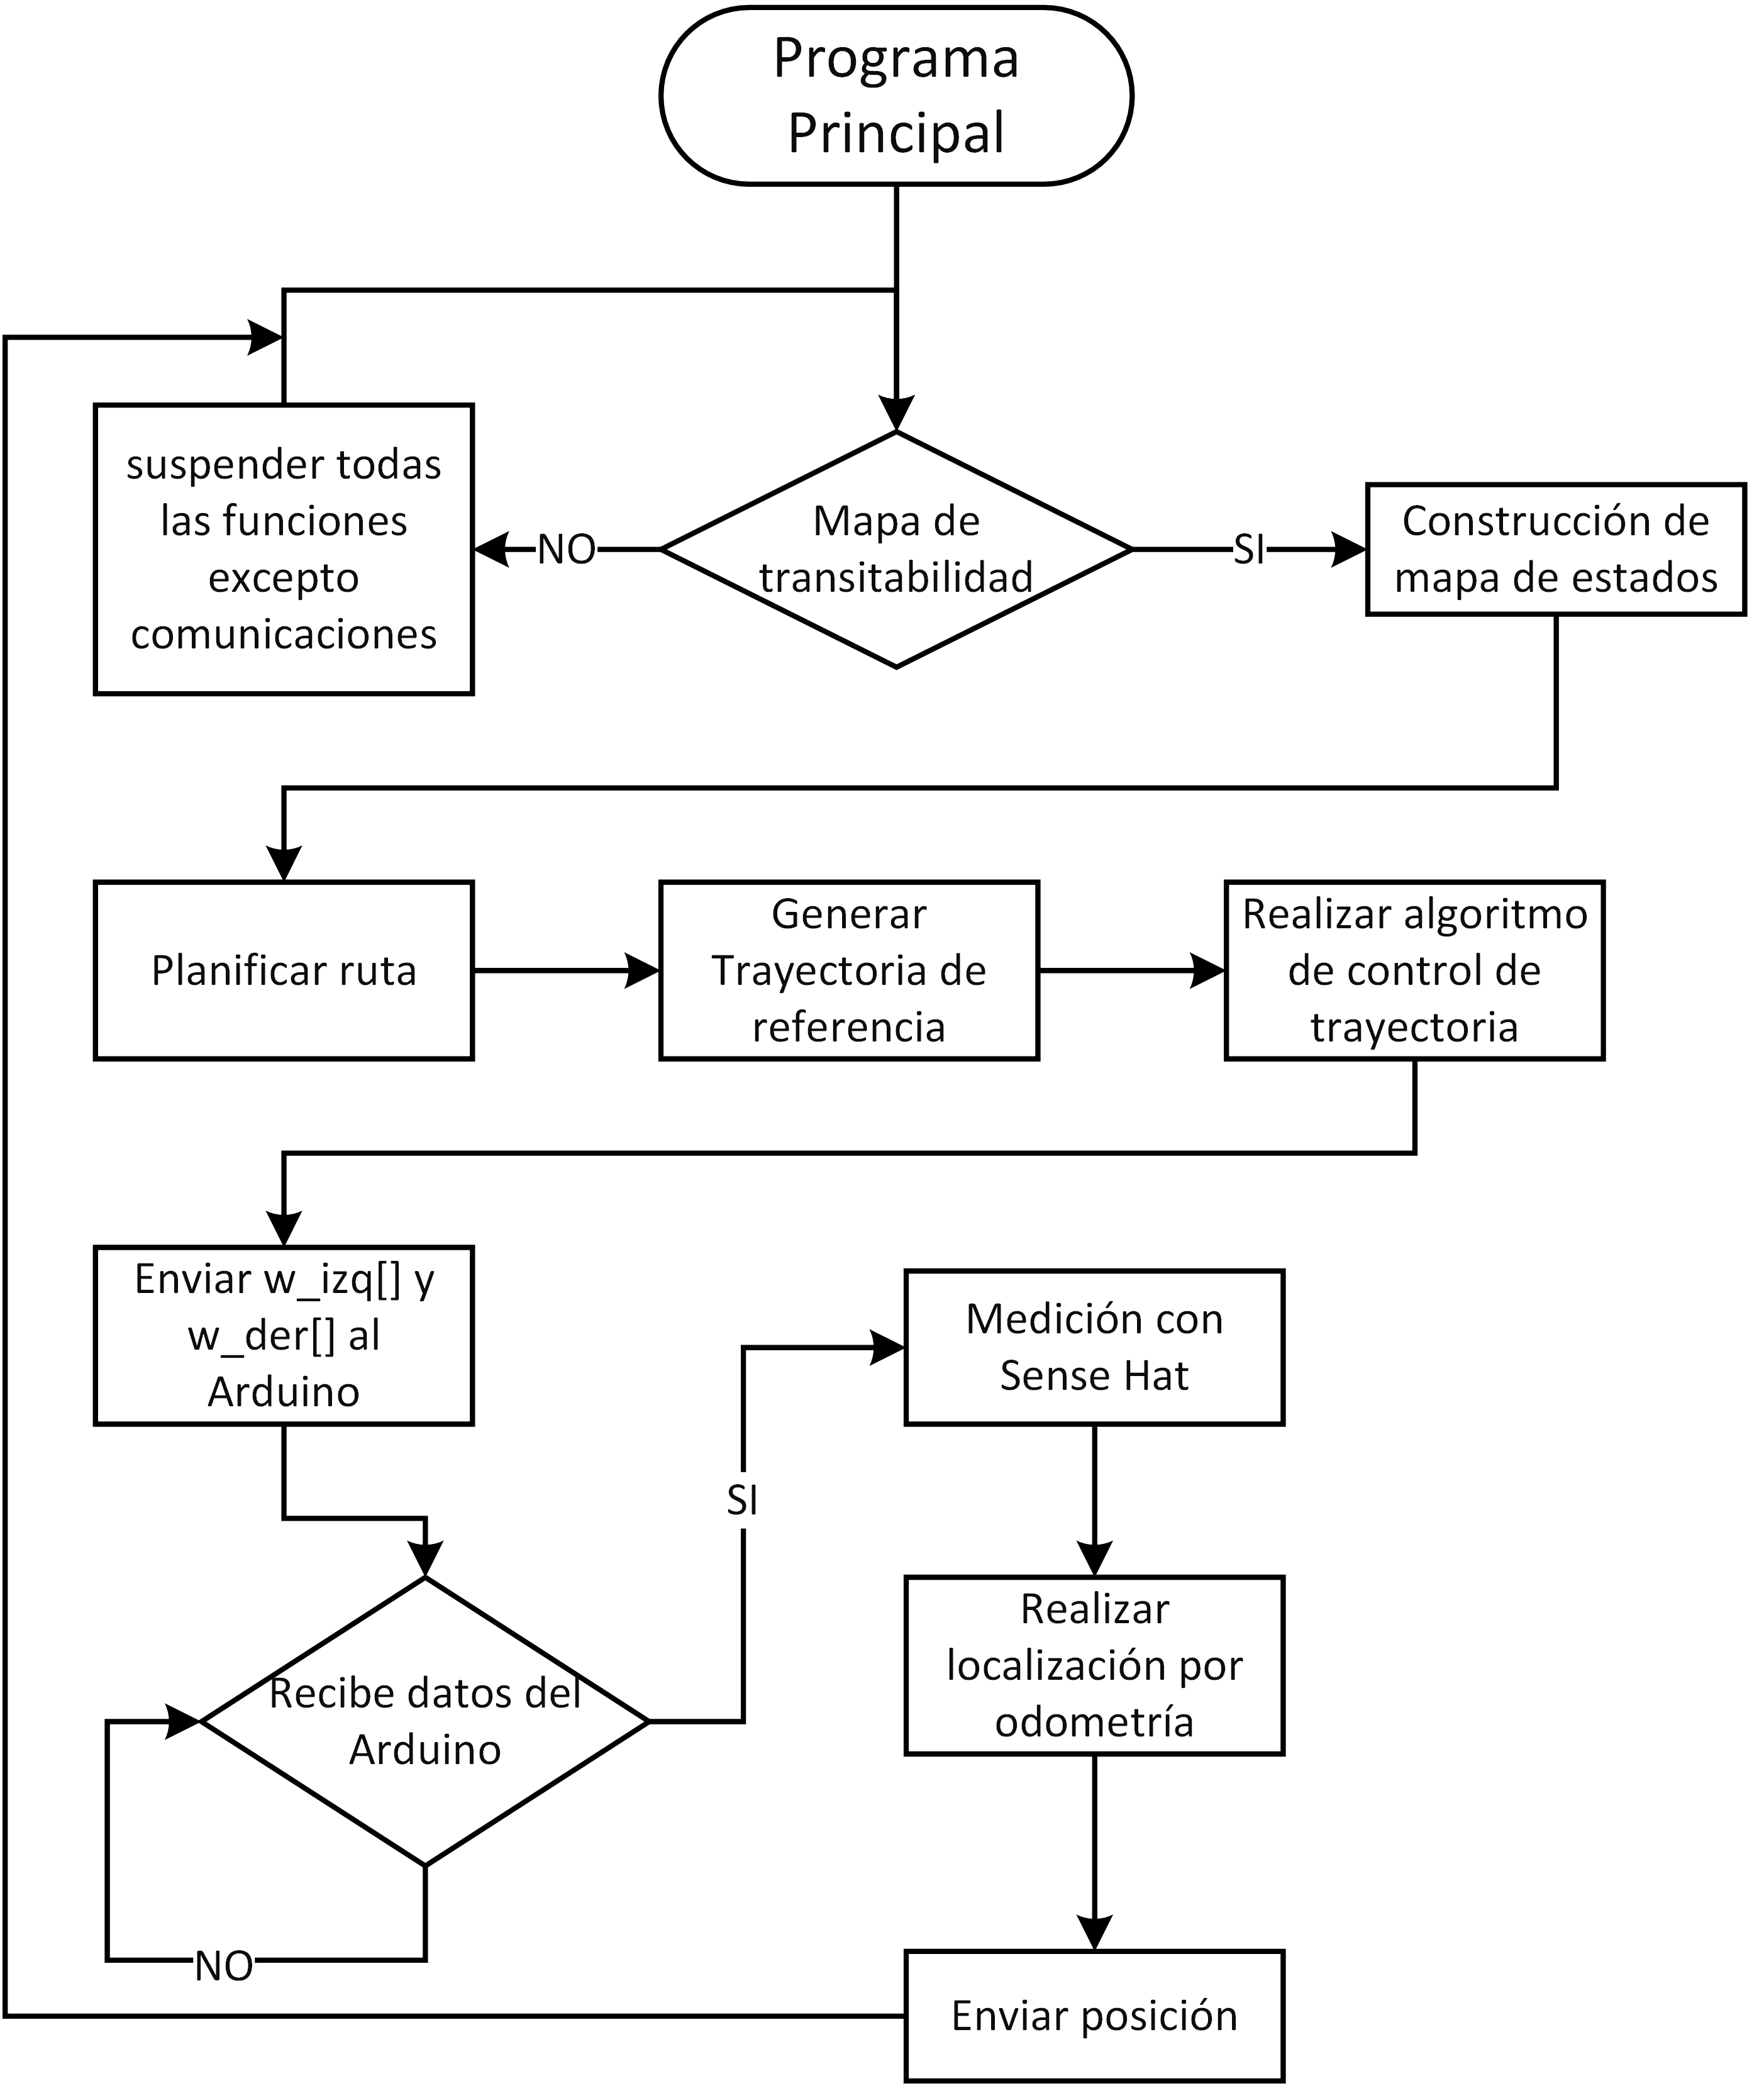 Programa
Principal
suspender todas
las funciones
excepto
comunicaciones
NO
Mapa de
transitabilidad
SI
Construcción de
mapa de estados
Planificar ruta
Generar
Trayectoria de
referencia
Realizar algoritmo
de control de
trayectoria
Enviar w_izq[] y
w_der[] al
Arduino
Recibe datos del
Arduino
NO
SI
Medición con
Sense Hat
Realizar
localización por
odometría
Enviar posición